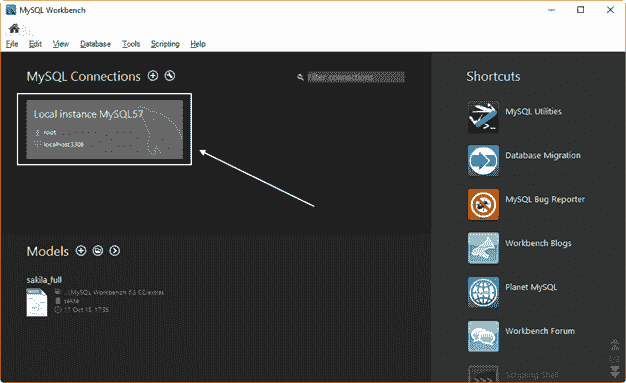 MySQL Workbench
File Edit View Database Tools Scripting Help
MySQL Connections
Filter connections
Local instance MySQL57
root
localhost:3306
Shortcuts
MySQL Utilities
Database Migration
MySQL Bug Reporter
Workbench Blogs
Planet MySQL
Workbench Forum
Scripting Shell
Models
sakila_full
...\MySQL Workbench 6.3 CE\extras
sakila
17 Oct 15, 17:35